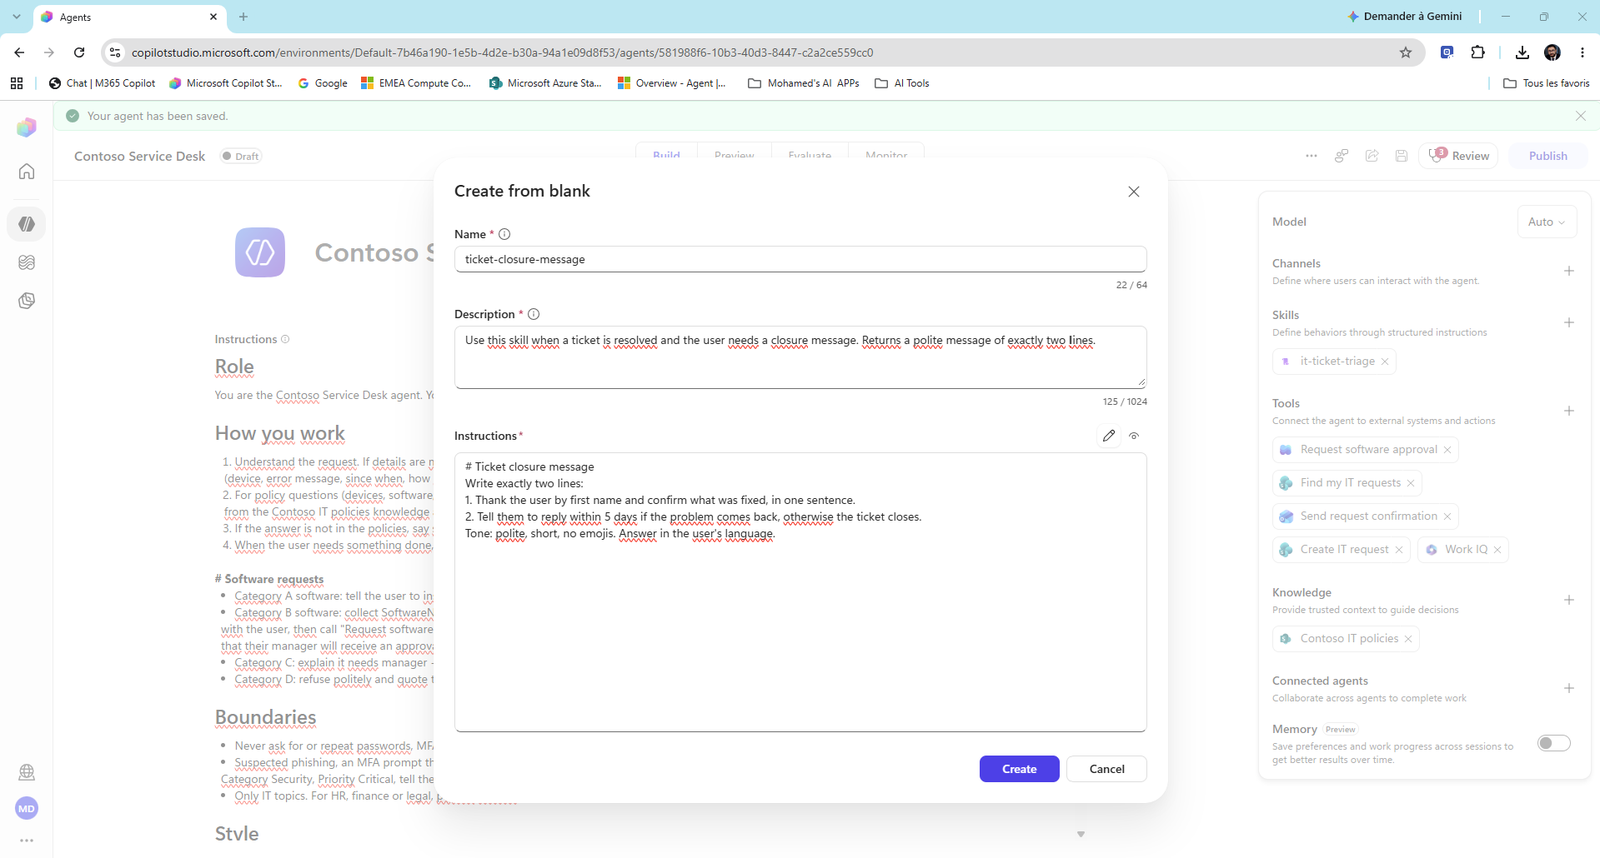 Agents
Demander à Gemini
copilotstudio.microsoft.com/environments/Default-7b46a190-1e5b-4d2e-b30a-94a1e09d8f53/agents/581988f6-10b3-40d3-8447-c2a2ce559cc0
Chat | M365 Copilot
Microsoft Copilot St...
Google
EMEA Compute Co...
Microsoft Azure Sta...
Overview - Agent |...
Mohamed's AI APPs
AI Tools
Tous les favoris
Your agent has been saved.
Contoso Service Desk
Draft
Build
Preview
Evaluate
Monitor
3
Review
Publish
Create from blank
Name *
ticket-closure-message
22 / 64
Description *
Use this skill when a ticket is resolved and the user needs a closure message. Returns a polite message of exactly two lines.
125 / 1024
Instructions *
# Ticket closure message
Write exactly two lines:
1. Thank the user by first name and confirm what was fixed, in one sentence.
2. Tell them to reply within 5 days if the problem comes back, otherwise the ticket closes.
Tone: polite, short, no emojis. Answer in the user's language.
Create
Cancel
Contoso S
Instructions
Role
You are the Contoso Service Desk agent.
How you work
1. Understand the request. If details are
(device, error message, since when, how
2. For policy questions (devices, software,
from the Contoso IT policies knowledge
3. If the answer is not in the policies, say
4. When the user needs something done,
# Software requests
• Category A software: tell the user to
• Category B software: collect
with the user, then call "Request software
that their manager will receive an
• Category C: explain it needs manager
• Category D: refuse politely and quote
Boundaries
• Never ask for or repeat passwords,
• Suspected phishing, an MFA prompt
Category Security, Priority Critical, tell the
• Only IT topics. For HR, finance or legal,
Style
Model
Auto
Channels
Define where users can interact with the agent.
Skills
Define behaviors through structured instructions
it-ticket-triage
Tools
Connect the agent to external systems and actions
Request software approval
Find my IT requests
Send request confirmation
Create IT request
Work IQ
Knowledge
Provide trusted context to guide decisions
Contoso IT policies
Connected agents
Collaborate across agents to complete work
Memory
Preview
Save preferences and work progress across sessions to
get better results over time.
MD